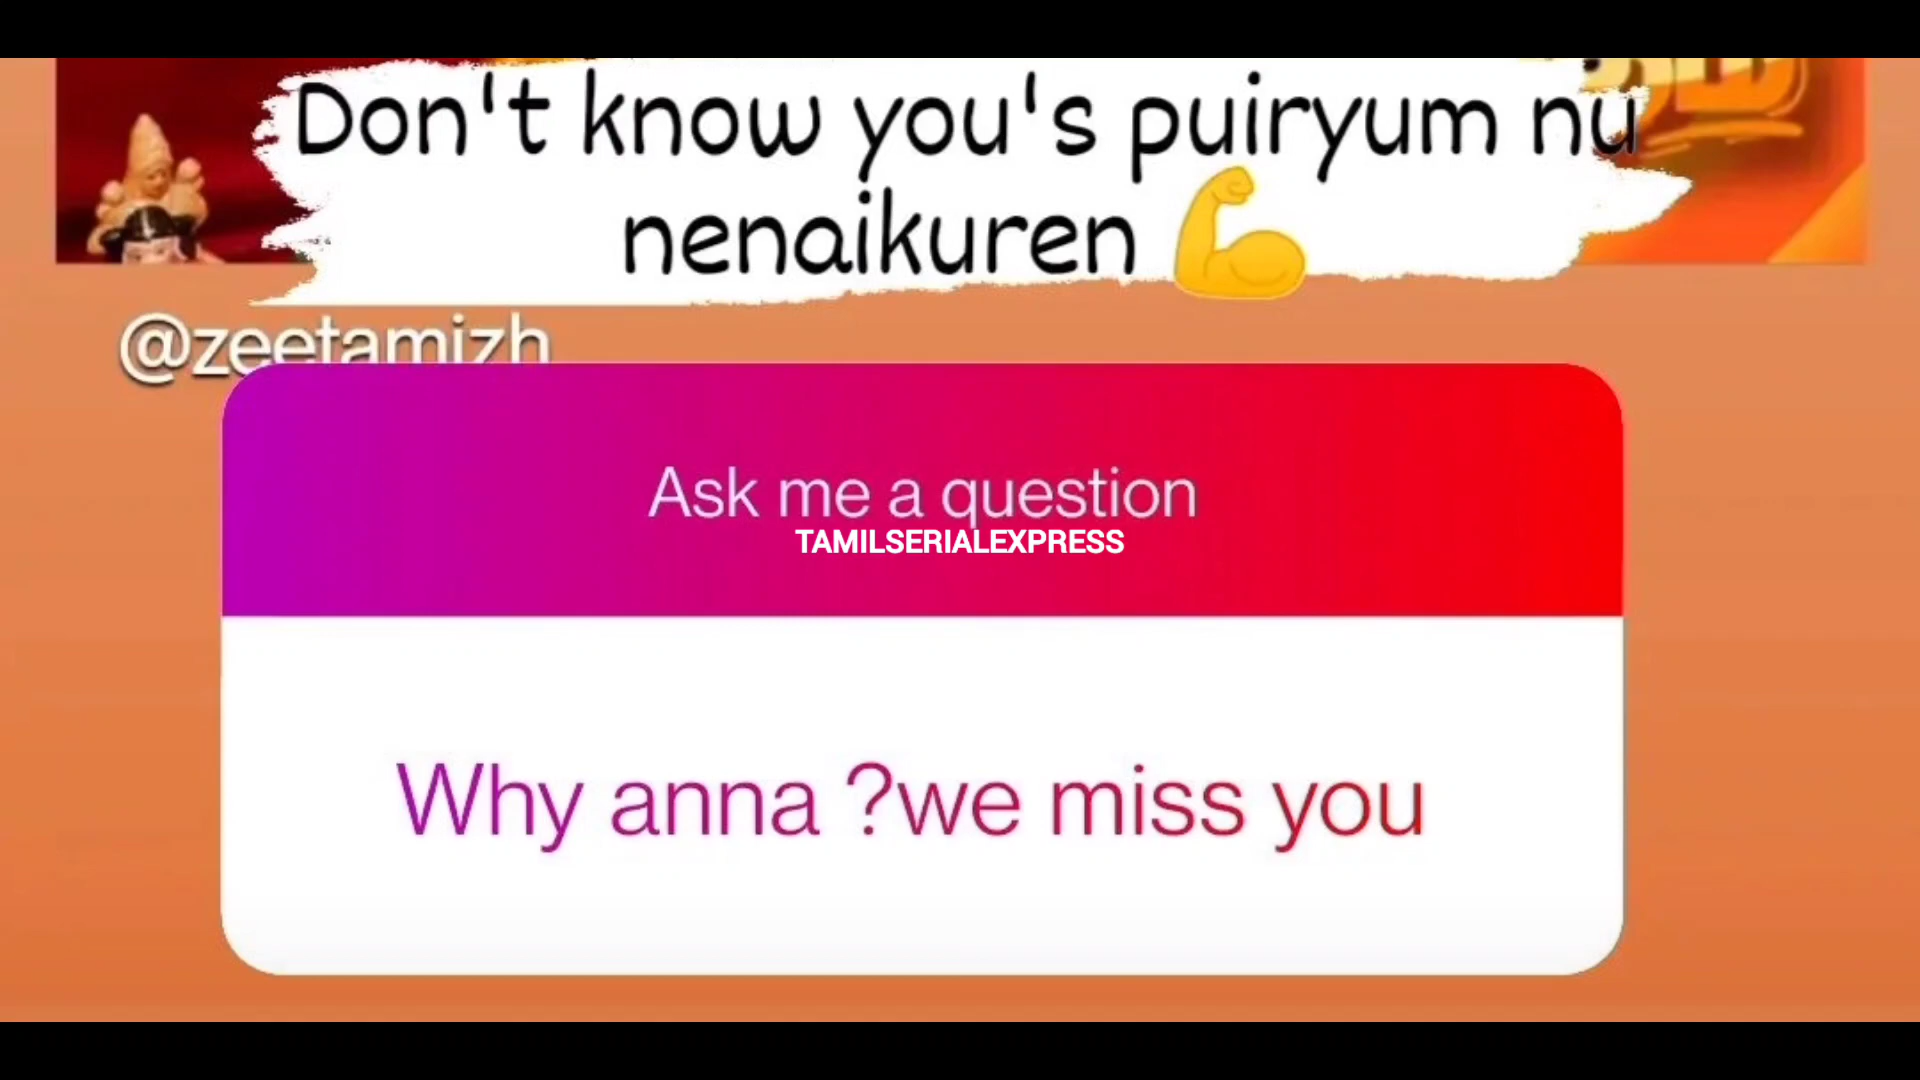 Don't know you's puiryum nu
nenaikuren 💪
@zeetamizh
Ask me a question
TAMILSERIALEXPRESS
Why anna ?we miss you